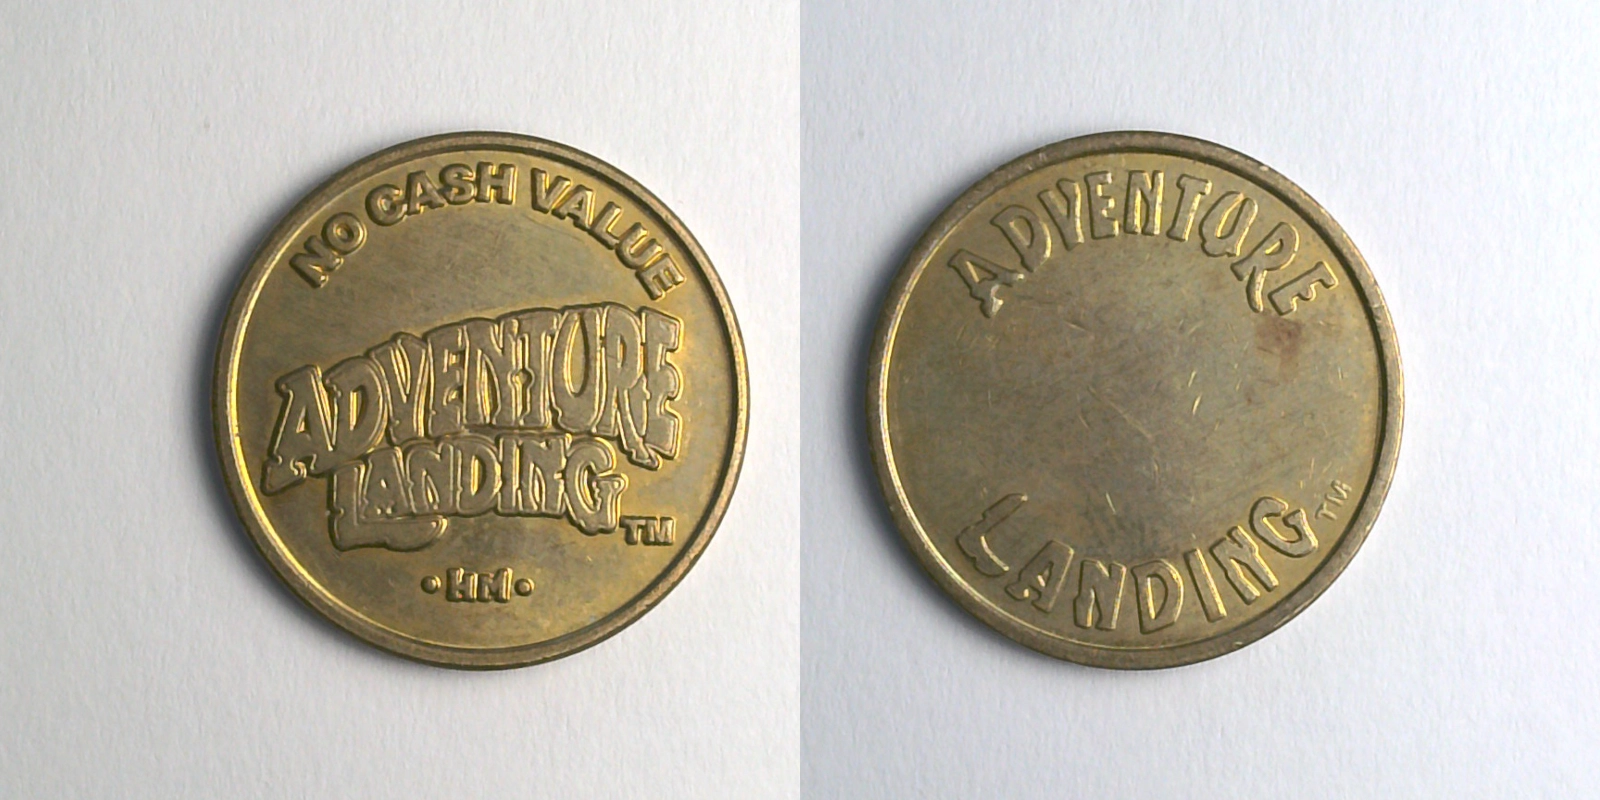 NO CASH VALUE
ADVENTURE
LANDING TM
·HM·
ADVENTURE
LANDING TM